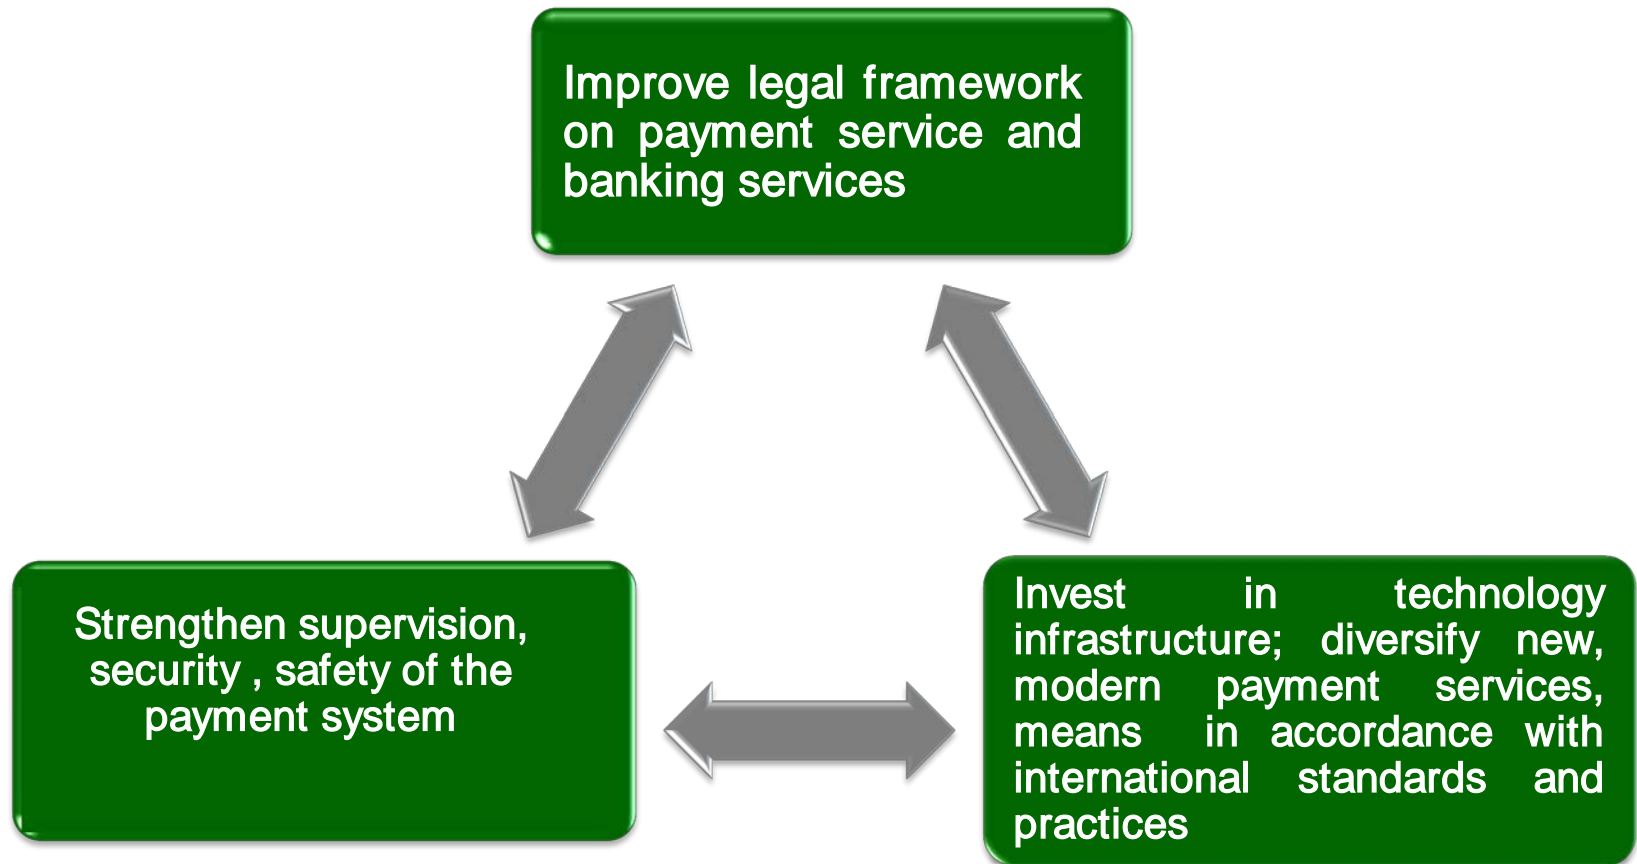 Improve legal framework
on payment service and
banking services
Strengthen supervision,
security , safety of the
payment system
Invest in technology
infrastructure; diversify new,
modern payment services,
means in accordance with
international standards and
practices